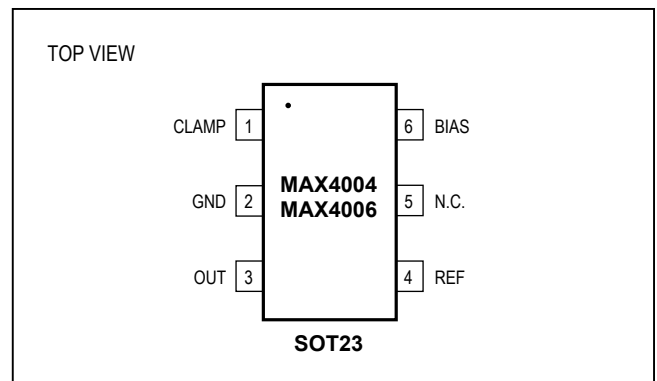 TOP VIEW
CLAMP 1
6 BIAS
MAX4004
MAX4006
GND 2
5 N.C.
OUT 3
4 REF
SOT23